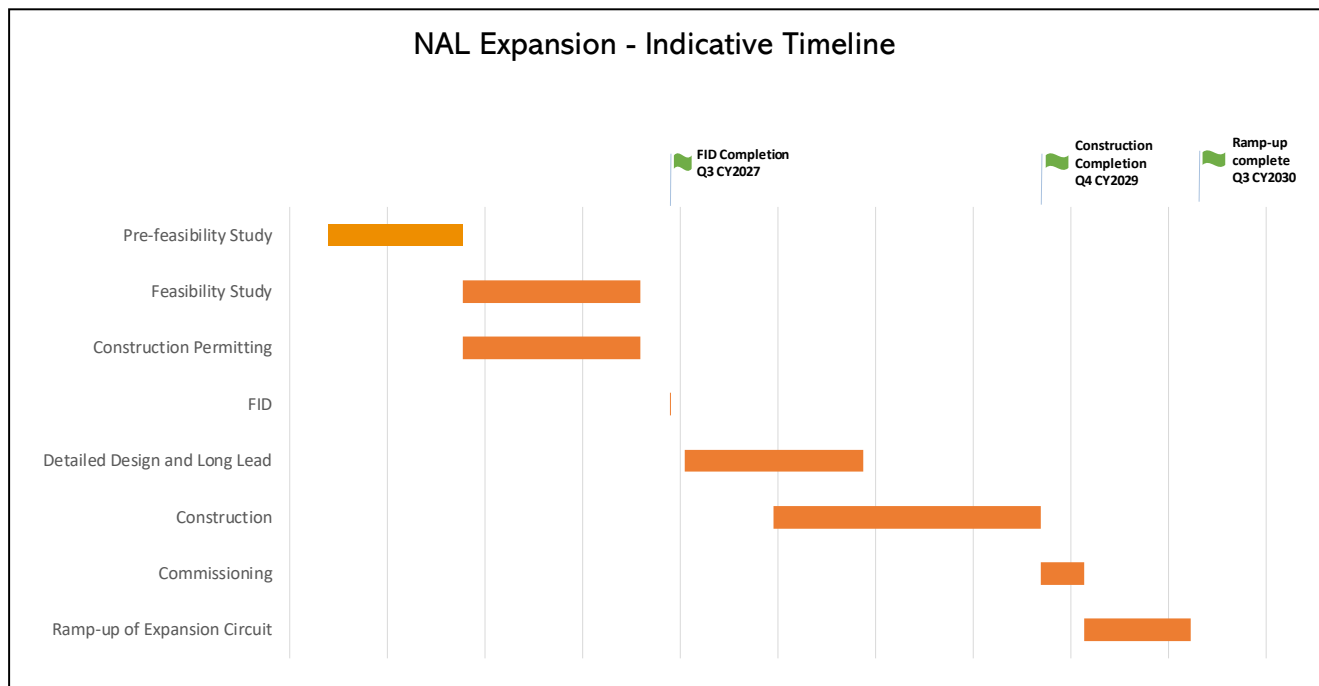 NAL Expansion - Indicative Timeline
FID Completion
Q3 CY2027
Construction
Completion
Q4 CY2029
Ramp-up
complete
Q3 CY2030
Pre-feasibility Study
Feasibility Study
Construction Permitting
FID
Detailed Design and Long Lead
Construction
Commissioning
Ramp-up of Expansion Circuit